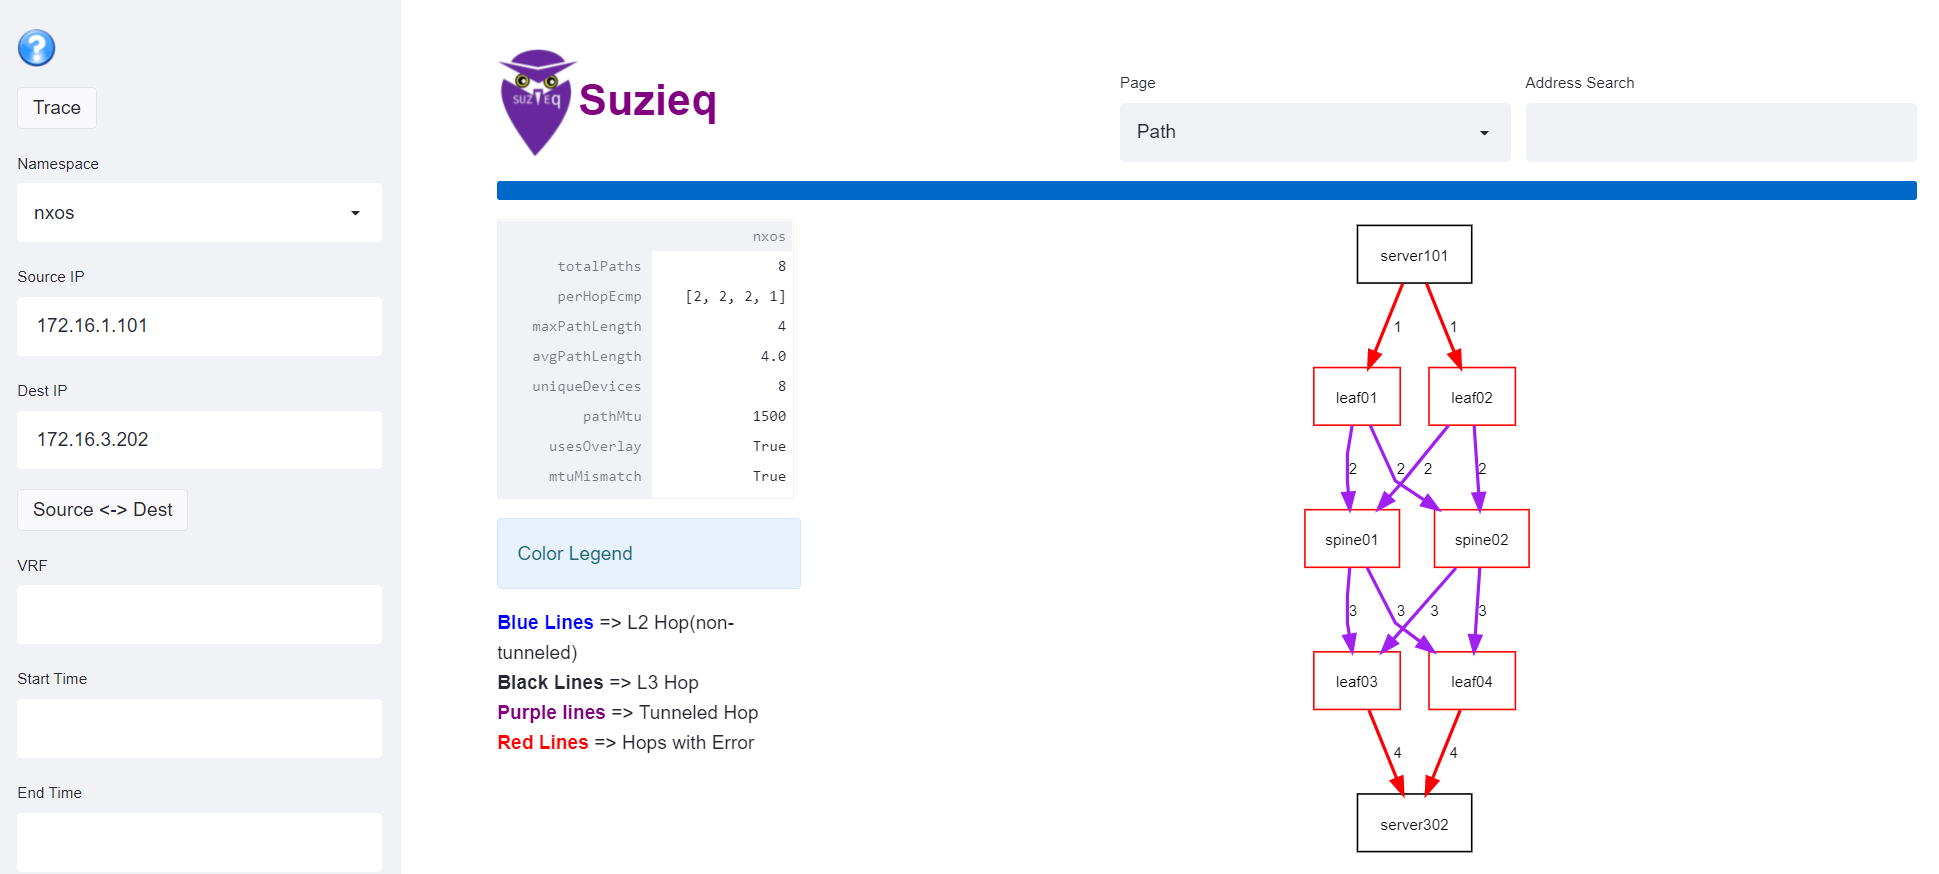 ?
Trace
Namespace
nxos
Source IP
172.16.1.101
Dest IP
172.16.3.202
Source <-> Dest
VRF
Start Time
End Time
SUZIEQ
Suzieq
Page
Path
Address Search
nxos
totalPaths 8
perHopEcmp [2, 2, 2, 1]
maxPathLength 4
avgPathLength 4.0
uniqueDevices 8
pathMtu 1500
usesOverlay True
mtuMismatch True
Color Legend
Blue Lines => L2 Hop(non-
tunneled)
Black Lines => L3 Hop
Purple lines => Tunneled Hop
Red Lines => Hops with Error
server101
1 1
leaf01 leaf02
2 2 2 2
spine01 spine02
3 3 3 3
leaf03 leaf04
4 4
server302